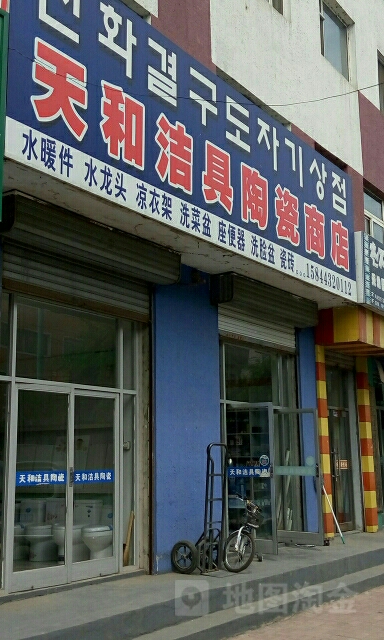 천화결구도자기상점
天和洁具陶瓷商店
水暖件 水龙头 凉衣架 洗菜盆 座便器 洗脸盆 瓷砖 ... 15844320112
天和洁具陶瓷 天和洁具陶瓷
天和洁具陶瓷
地图淘金